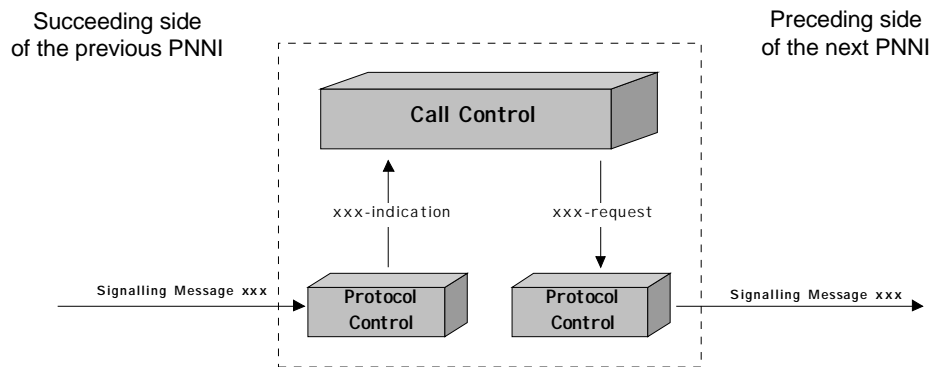 Succeeding side
of the previous PNNI
Preceding side
of the next PNNI
Call Control
xxx-indication
xxx-request
Signalling Message xxx
Protocol
Control
Protocol
Control
Signalling Message xxx